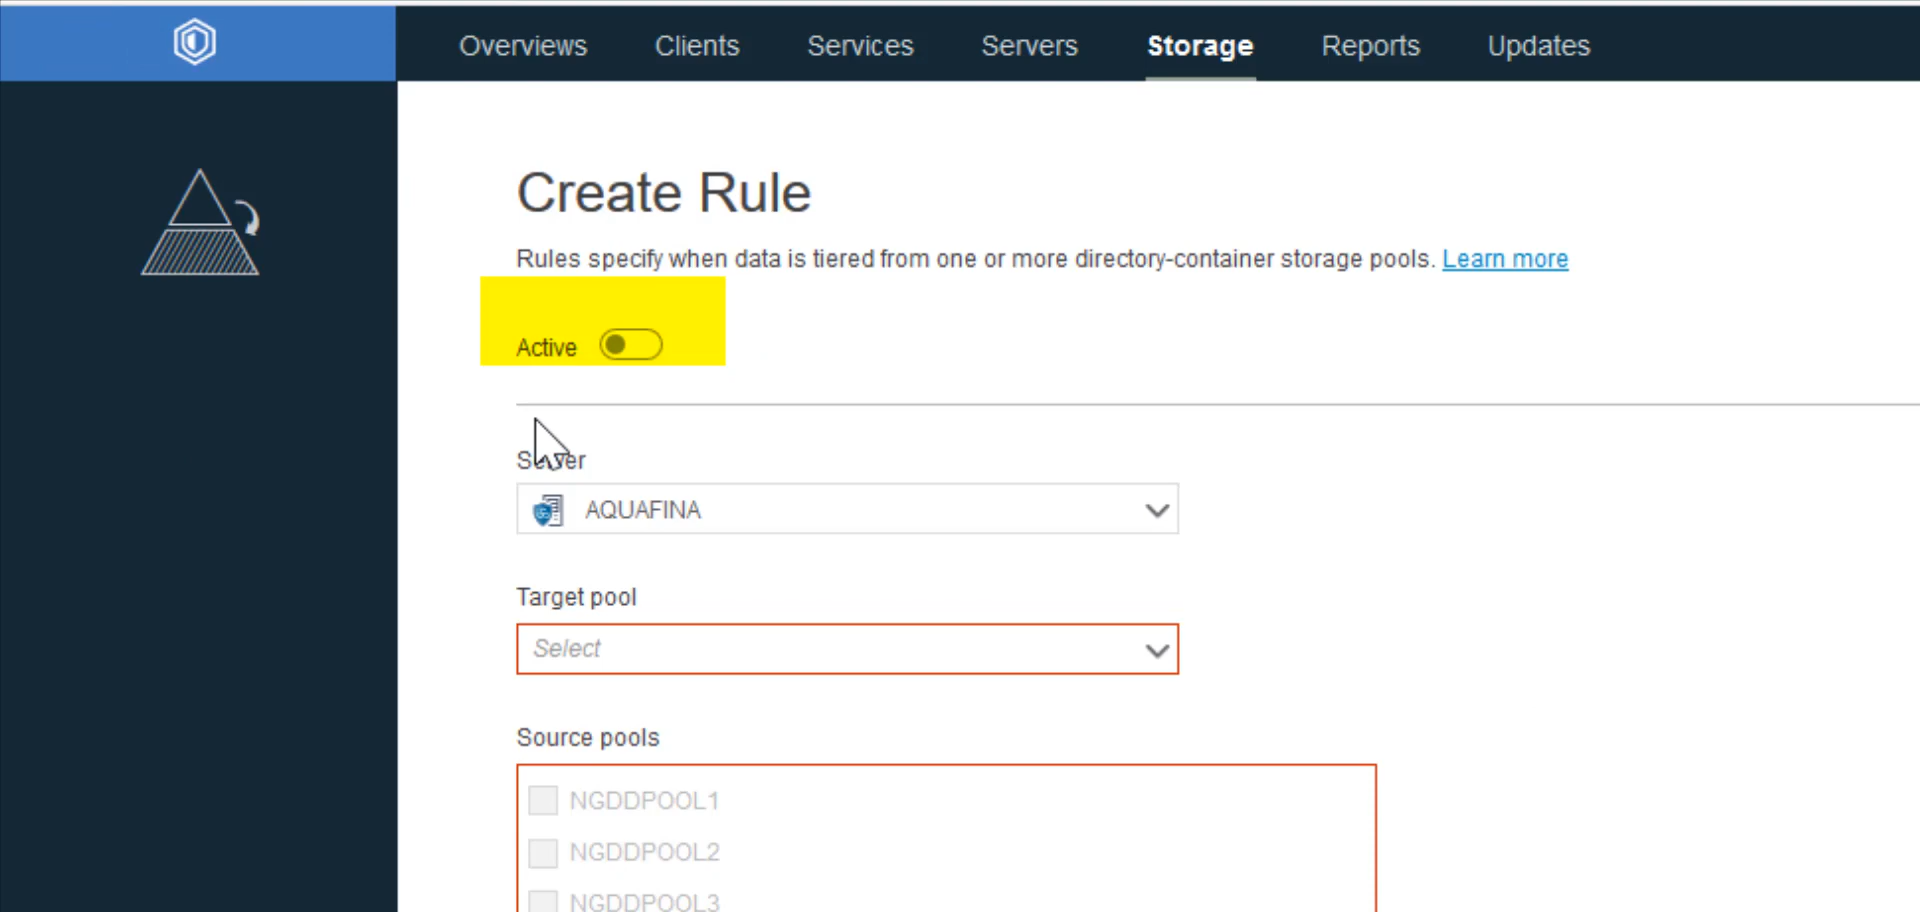 Overviews Clients Services Servers Storage Reports Updates
Create Rule
Rules specify when data is tiered from one or more directory-container storage pools. Learn more
Active
Server
AQUAFINA
Target pool
Select
Source pools
NGDDPOOL1
NGDDPOOL2
NGDDPOOL3